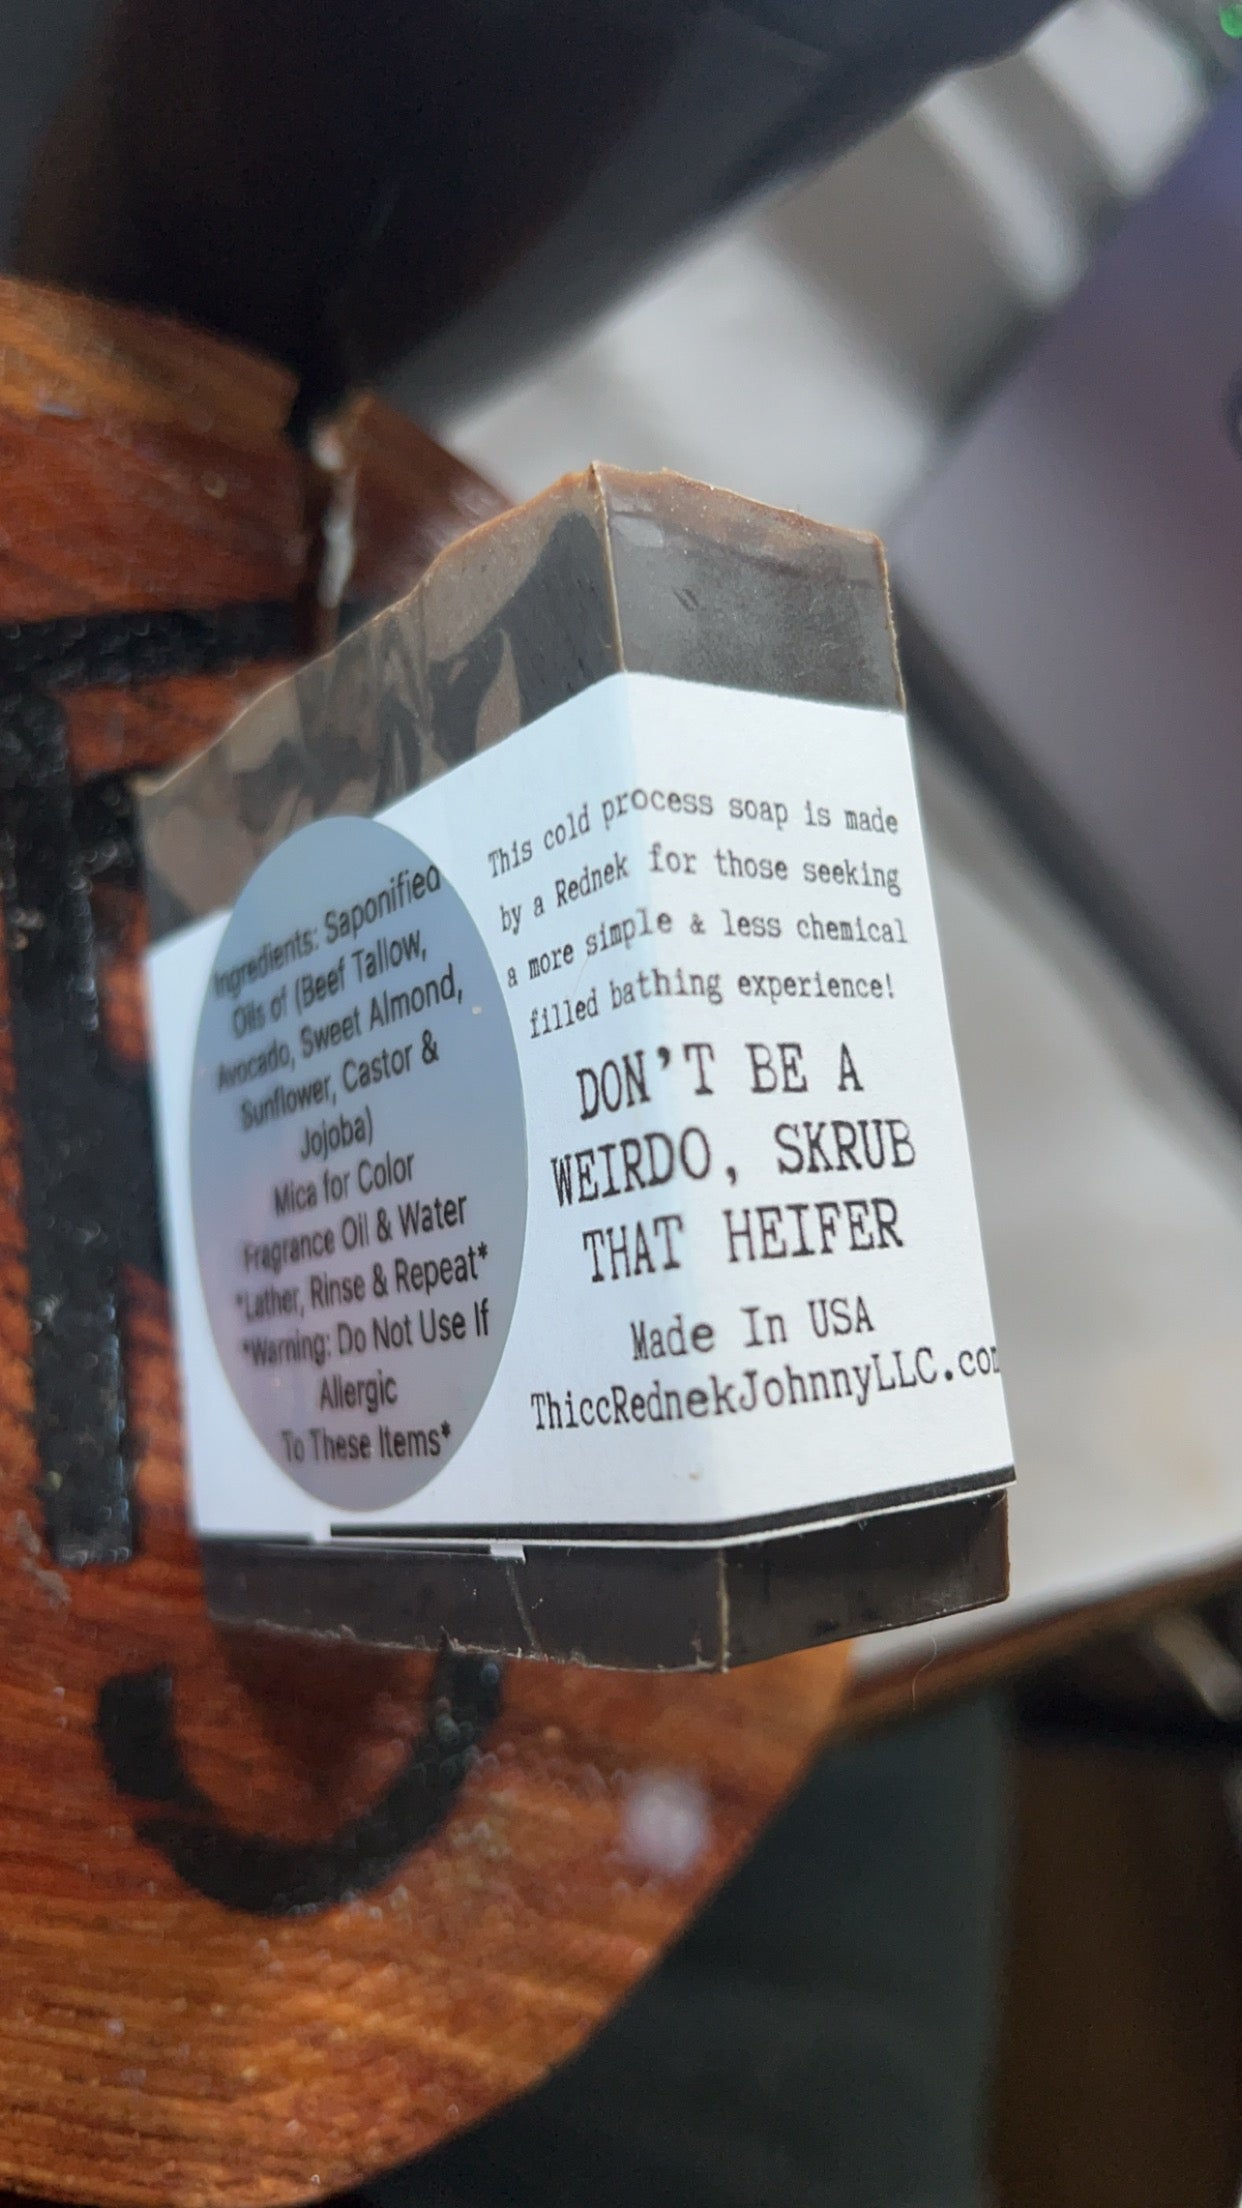 Ingredients: Saponified
Oils of (Beef Tallow,
Avocado, Sweet Almond,
Sunflower, Castor &
Jojoba)
Mica for Color
Fragrance Oil & Water
*Lather, Rinse & Repeat*
*Warning: Do Not Use If
Allergic
To These Items*
This cold process soap is made
by a Rednek for those seeking
a more simple & less chemical
filled bathing experience!
DON'T BE A
WEIRDO, SKRUB
THAT HEIFER
Made In USA
ThiccRednekJohnnyLLC.com